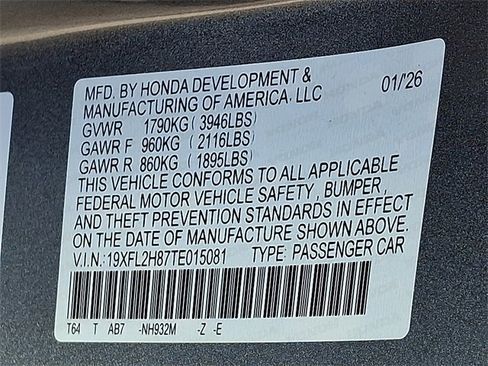 MFD. BY HONDA DEVELOPMENT &
MANUFACTURING OF AMERICA, LLC 01/'26
GVWR 1790KG (3946LBS)
GAWR F 960KG (2116LBS)
GAWR R 860KG (1895LBS)
THIS VEHICLE CONFORMS TO ALL APPLICABLE
FEDERAL MOTOR VEHICLE SAFETY, BUMPER,
AND THEFT PREVENTION STANDARDS IN EFFECT
ON THE DATE OF MANUFACTURE SHOWN ABOVE.
V.I.N.: 19XFL2H87TE015081 TYPE: PASSENGER CAR
T64 T AB7 -NH932M -Z -E